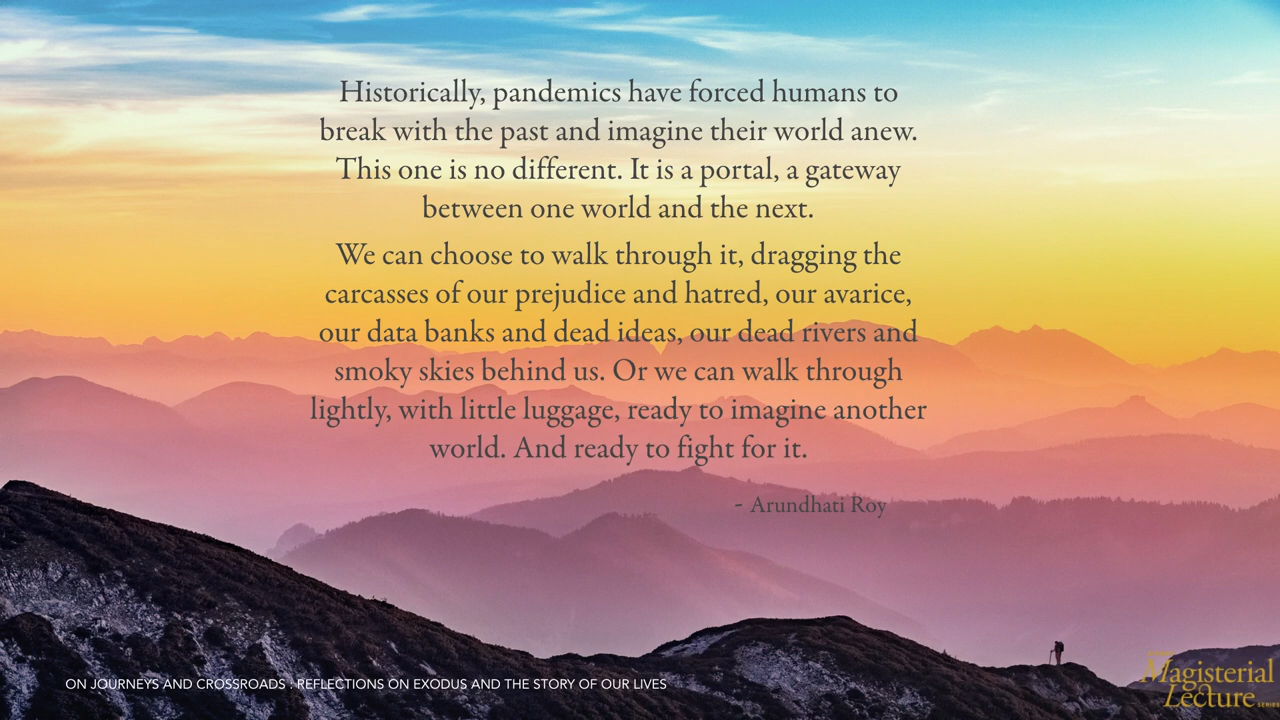 Historically, pandemics have forced humans to
break with the past and imagine their world anew.
This one is no different. It is a portal, a gateway
between one world and the next.
We can choose to walk through it, dragging the
carcasses of our prejudice and hatred, our avarice,
our data banks and dead ideas, our dead rivers and
smoky skies behind us. Or we can walk through
lightly, with little luggage, ready to imagine another
world. And ready to fight for it.
- Arundhati Roy
ON JOURNEYS AND CROSSROADS : REFLECTIONS ON EXODUS AND THE STORY OF OUR LIVES
Magisterial
Lecture SERIES